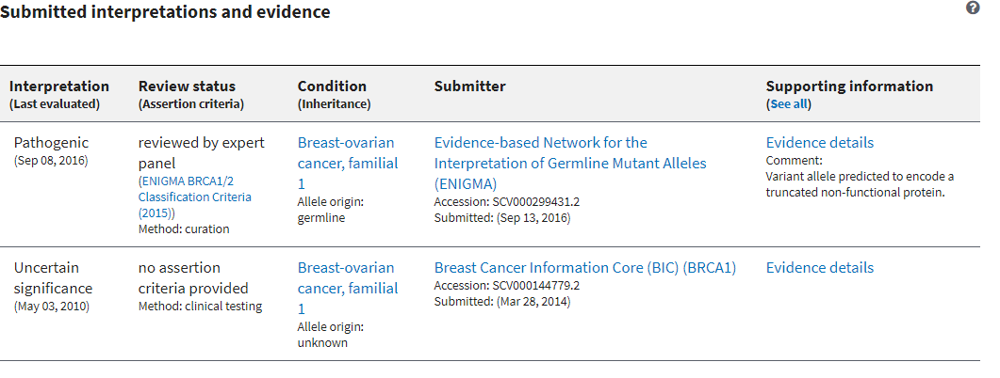 Submitted interpretations and evidence
?
Interpretation
(Last evaluated)
Review status
(Assertion criteria)
Condition
(Inheritance)
Submitter
Supporting information
(See all)
Pathogenic
(Sep 08, 2016)
reviewed by expert
panel
(ENIGMA BRCA1/2
Classification Criteria
(2015))
Method: curation
Breast-ovarian
cancer, familial
1
Allele origin:
germline
Evidence-based Network for the
Interpretation of Germline Mutant Alleles
(ENIGMA)
Accession: SCV000299431.2
Submitted: (Sep 13, 2016)
Evidence details
Comment:
Variant allele predicted to encode a
truncated non-functional protein.
Uncertain
significance
(May 03, 2010)
no assertion
criteria provided
Method: clinical testing
Breast-ovarian
cancer, familial
1
Allele origin:
unknown
Breast Cancer Information Core (BIC) (BRCA1)
Accession: SCV000144779.2
Submitted: (Mar 28, 2014)
Evidence details